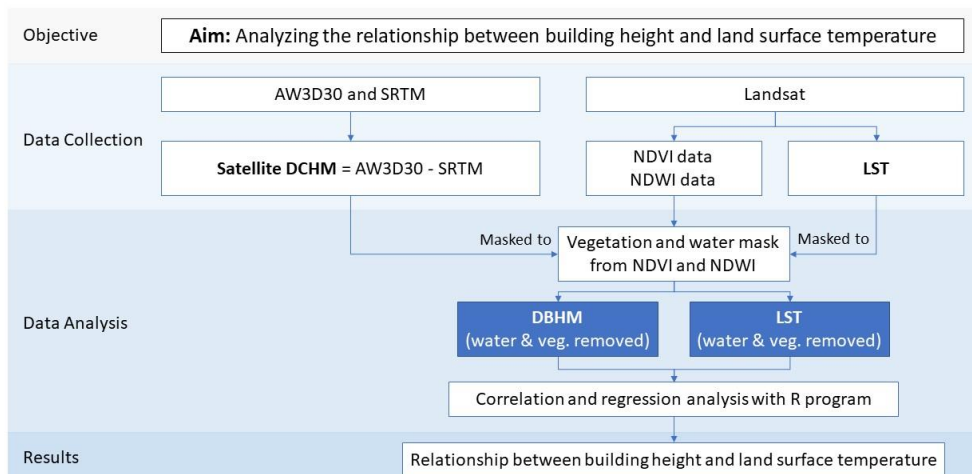 Objective
Aim: Analyzing the relationship between building height and land surface temperature
Data Collection
AW3D30 and SRTM
Landsat
Satellite DCHM = AW3D30 - SRTM
NDVI data
NDWI data
LST
Data Analysis
Masked to
Vegetation and water mask
from NDVI and NDWI
Masked to
DBHM
(water & veg. removed)
LST
(water & veg. removed)
Correlation and regression analysis with R program
Results
Relationship between building height and land surface temperature